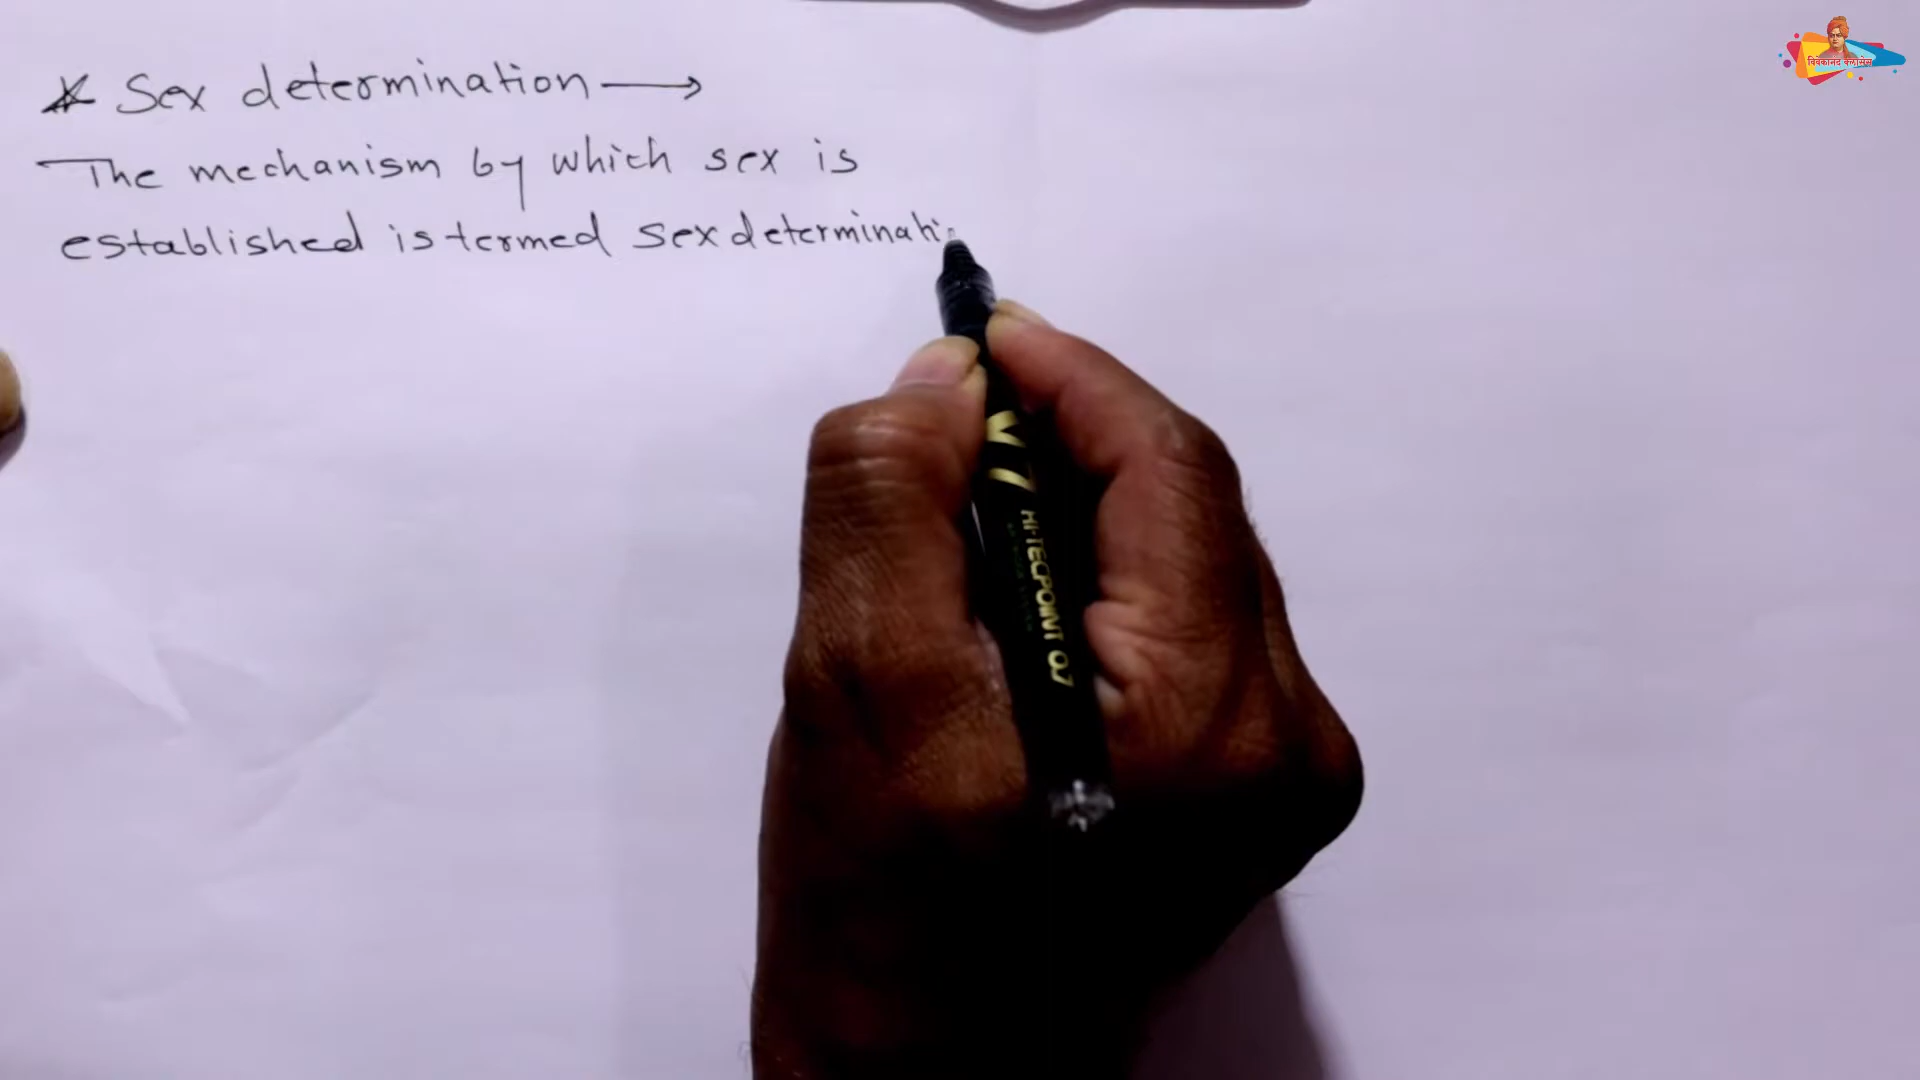 Sex determination →
The mechanism by which sex is
established is termed sex determinati
V7 HI-TECPOINT 0.7
विवेकानंद क्लासेस